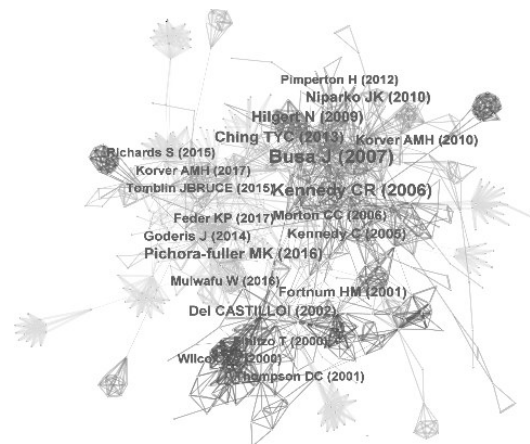 Pimperton H (2012)
Niparko JK (2010)
Hilgert N (2009)
Ching TYC (2013)
Korver AMH (2010)
Busa J (2007)
Richards S (2015)
Korver AMH (2017)
Tomblin JBRUCE (2015)
Kennedy CR (2006)
Feder KP (2017)
Morton CC (2006)
Goderis J (2014)
Kennedy C (2005)
Pichora-fuller MK (2016)
Mulwafu W (2016)
Fortnum HM (2001)
Del CASTILLOI (2002)
T (2000)
(2000)
Thompson DC (2001)